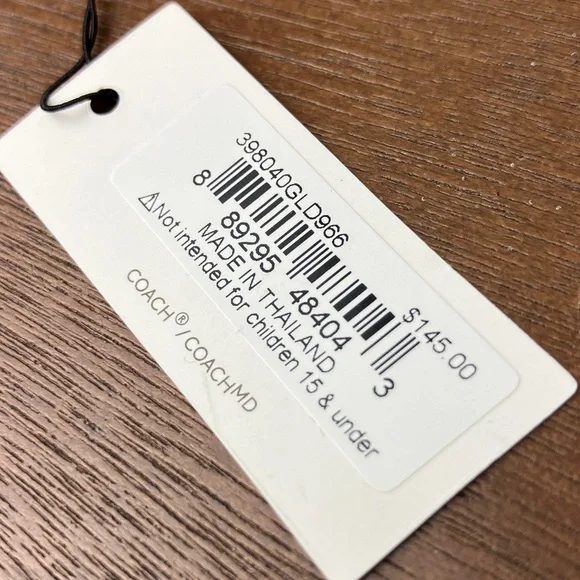 398040GLD966
8 89295 48404 3
$145.00
MADE IN THAILAND
⚠Not intended for children 15 & under
COACH®/COACHMD